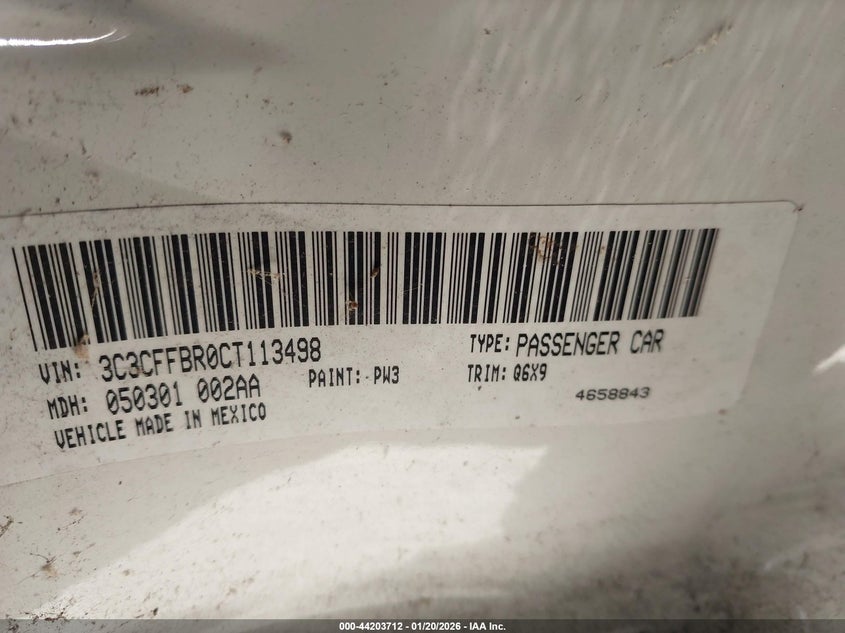 VIN: 3C3CFFBR0CT113498 TYPE: PASSENGER CAR
MDH: 050301 002AA PAINT: PW3 TRIM: Q6X9
VEHICLE MADE IN MEXICO 4658843
000-44203712 - 01/20/2026 - IAA Inc.